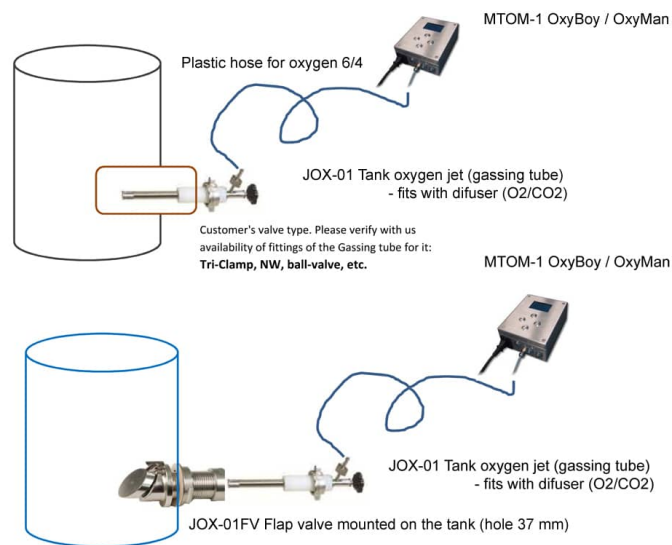 MTOM-1 OxyBoy / OxyMan
Plastic hose for oxygen 6/4
JOX-01 Tank oxygen jet (gassing tube)
- fits with difuser (O2/CO2)
Customer's valve type. Please verify with us
availability of fittings of the Gassing tube for it:
Tri-Clamp, NW, ball-valve, etc.
MTOM-1 OxyBoy / OxyMan
JOX-01 Tank oxygen jet (gassing tube)
- fits with difuser (O2/CO2)
JOX-01FV Flap valve mounted on the tank (hole 37 mm)